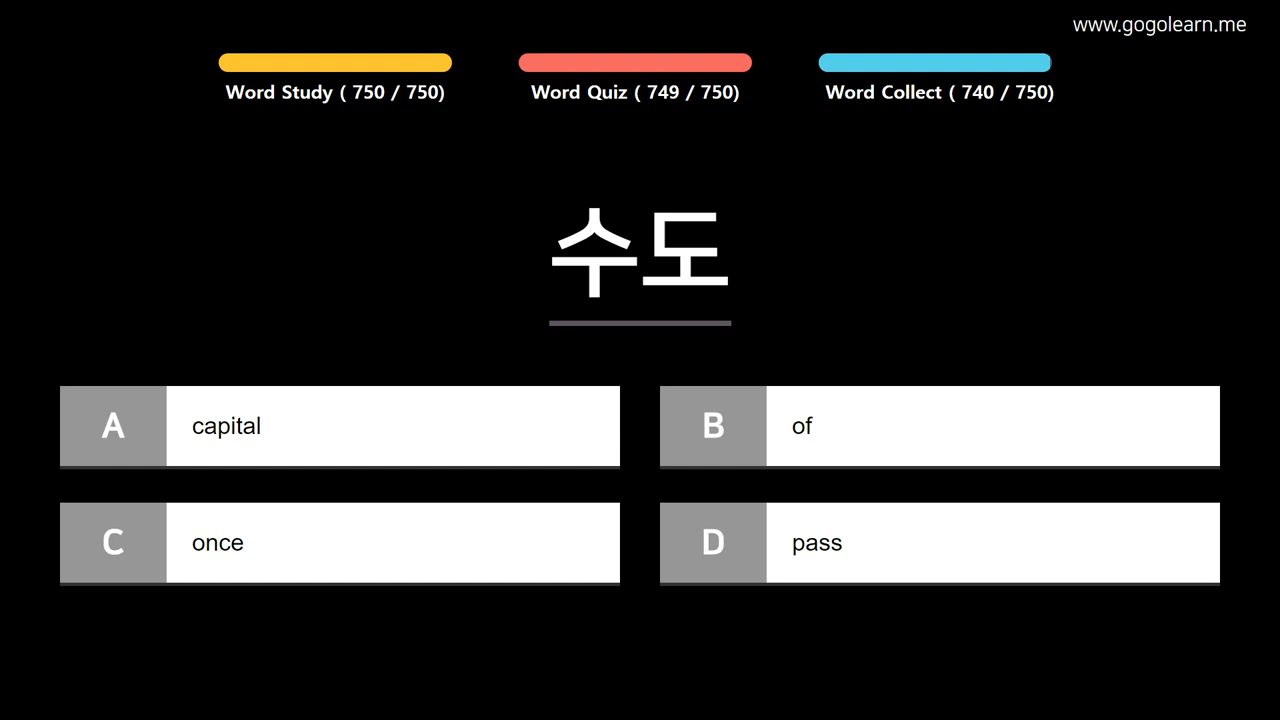 www.gogolearn.me
Word Study ( 750 / 750)
Word Quiz ( 749 / 750)
Word Collect ( 740 / 750)
수도
A capital
B of
C once
D pass